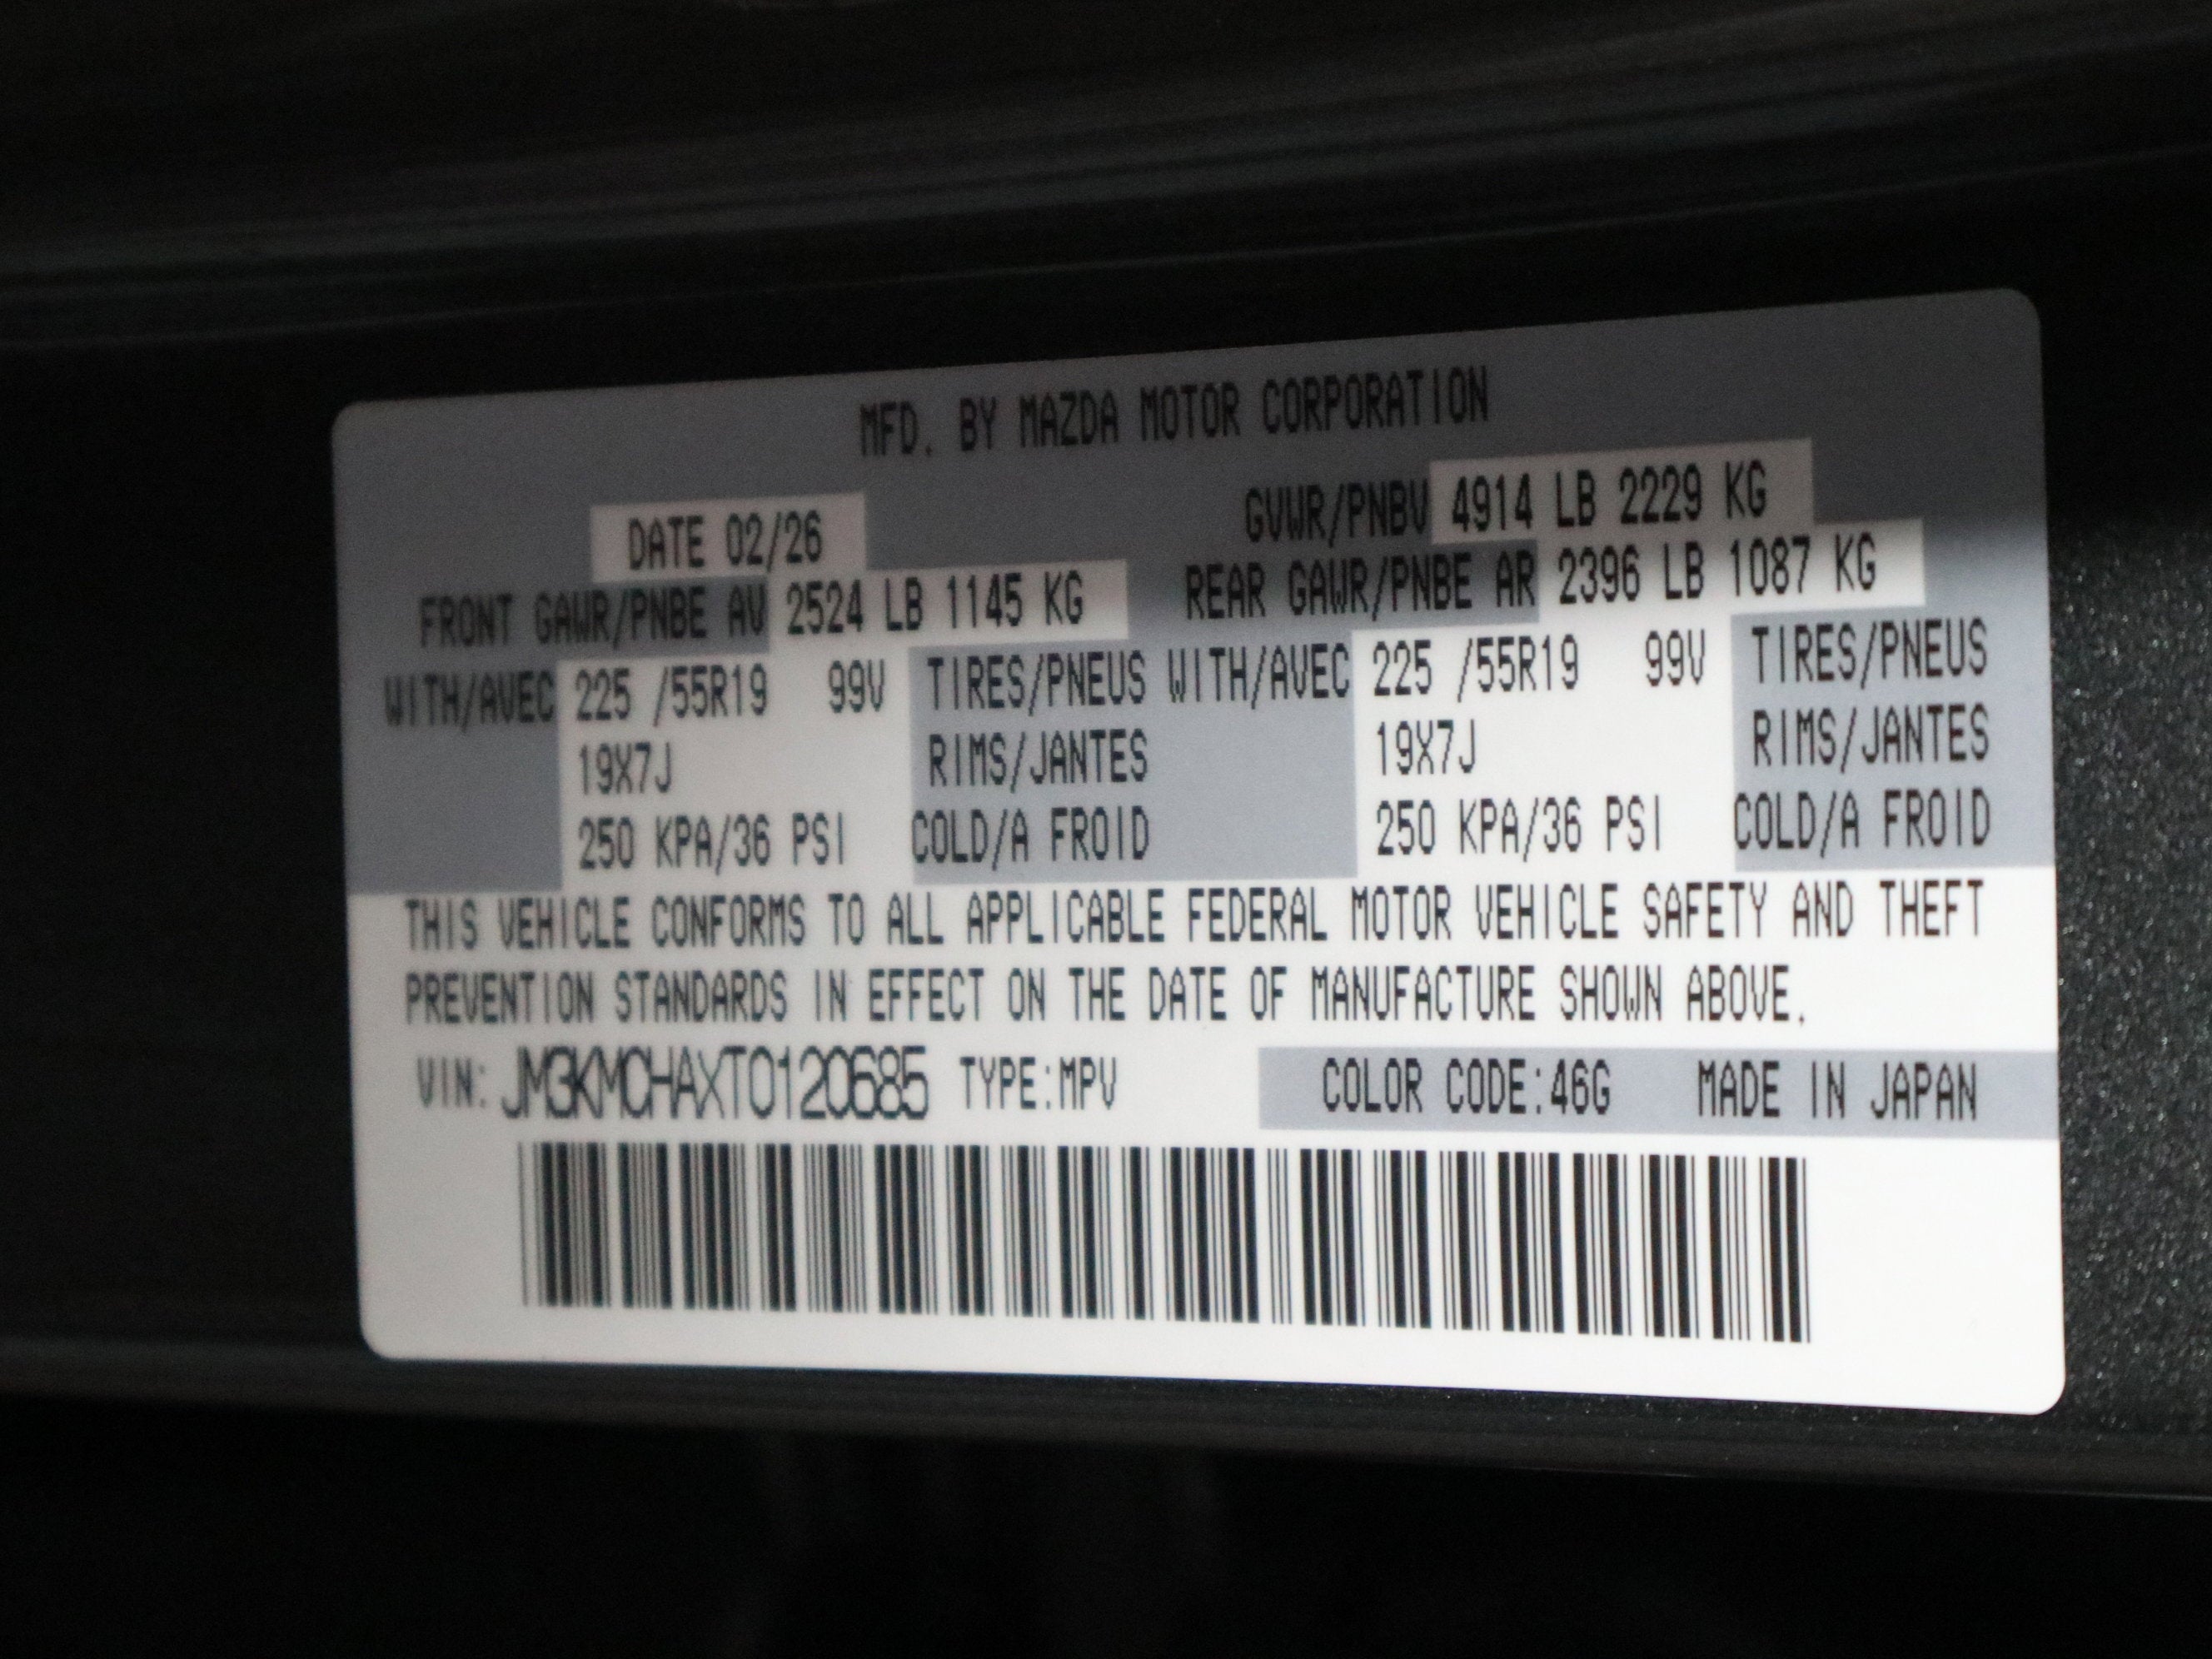 MFD. BY MAZDA MOTOR CORPORATION
DATE 02/26 GVWR/PNBV 4914 LB 2229 KG
FRONT GAWR/PNBE AV 2524 LB 1145 KG REAR GAWR/PNBE AR 2396 LB 1087 KG
WITH/AVEC 225 /55R19 99V TIRES/PNEUS WITH/AVEC 225 /55R19 99V TIRES/PNEUS
19X7J RIMS/JANTES 19X7J RIMS/JANTES
250 KPA/36 PSI COLD/A FROID 250 KPA/36 PSI COLD/A FROID
THIS VEHICLE CONFORMS TO ALL APPLICABLE FEDERAL MOTOR VEHICLE SAFETY AND THEFT
PREVENTION STANDARDS IN EFFECT ON THE DATE OF MANUFACTURE SHOWN ABOVE.
VIN: JM3KMCHAXT0120685 TYPE:MPV COLOR CODE:46G MADE IN JAPAN